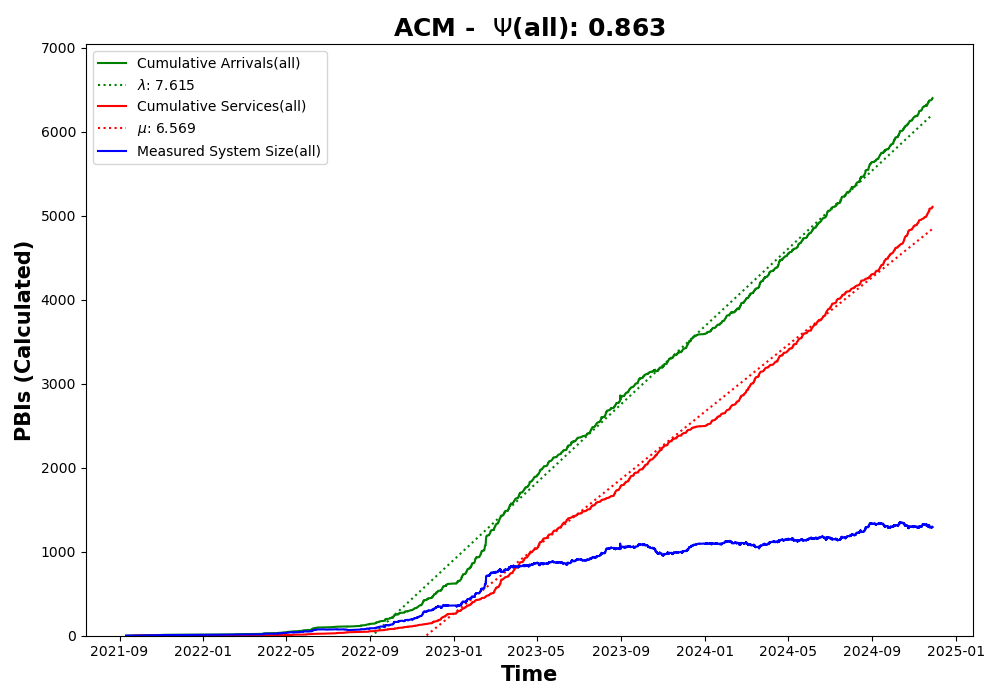 ACM -  Ψ(all): 0.863
7000
6000
5000
4000
3000
2000
1000
0
PBIs (Calculated)
Cumulative Arrivals(all)
λ: 7.615
Cumulative Services(all)
μ: 6.569
Measured System Size(all)
2021-09 2022-01 2022-05 2022-09 2023-01 2023-05 2023-09 2024-01 2024-05 2024-09 2025-01
Time